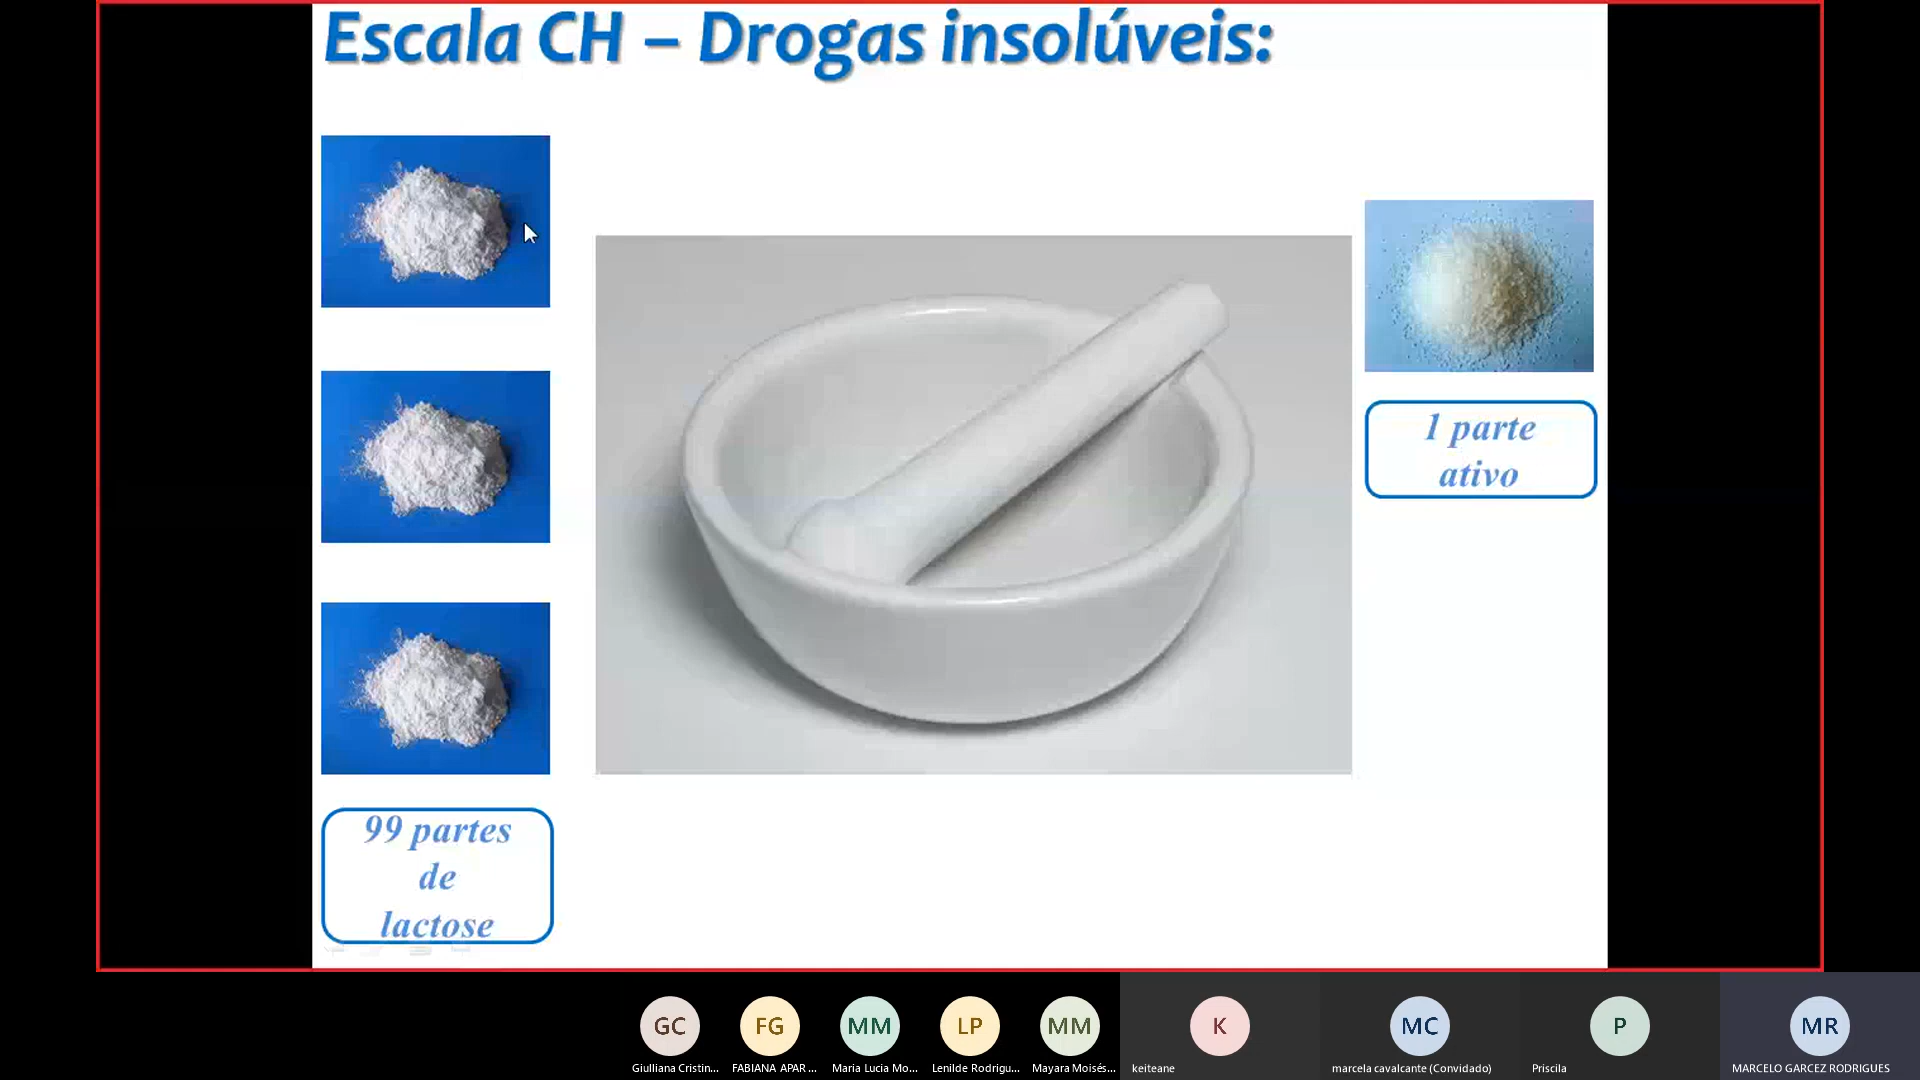 Escala CH – Drogas insolúveis:
1 parte
ativo
99 partes
de
lactose
GC
FG
MM
LP
MM
K
MC
P
MR
Giulliana Cristin...
FABIANA APAR ...
Maria Lucia Mo...
Lenilde Rodrigu...
Mayara Moisés...
keiteane
marcela cavalcante (Convidado)
Priscila
MARCELO GARCEZ RODRIGUES